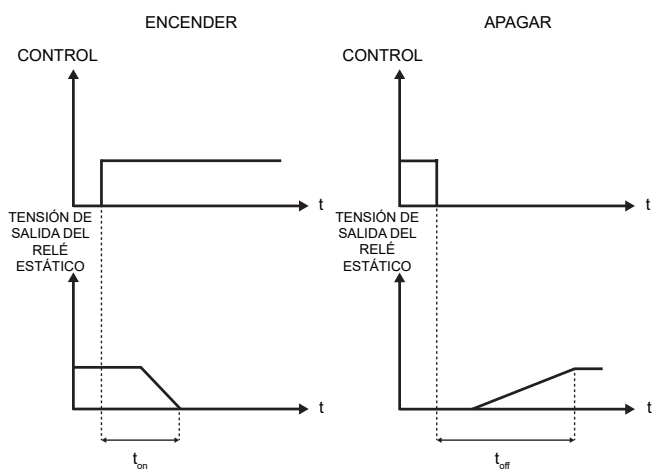 ENCENDER
APAGAR
CONTROL
CONTROL
t
t
TENSIÓN DE
SALIDA DEL
RELÉ
ESTÁTICO
TENSIÓN DE
SALIDA DEL
RELÉ
ESTÁTICO
t
t
ton
toff